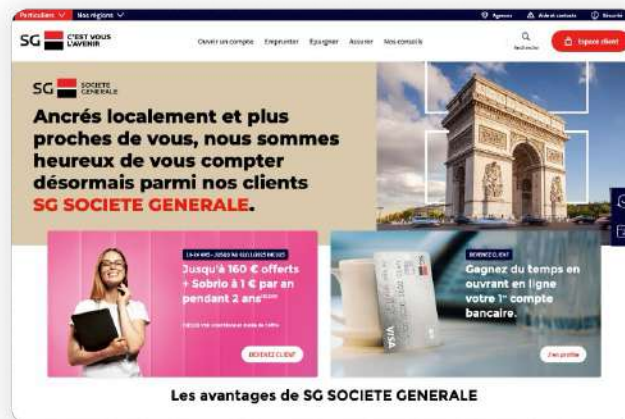 Particuliers Nos régions Agences Aide et contacts Sécurité
SG C'EST VOUS L'AVENIR Ouvrir un compte Emprunter Épargner Assurer Nos conseils Recherche Espace client
SG SOCIETE GENERALE
Ancrés localement et plus
proches de vous, nous sommes
heureux de vous compter
désormais parmi nos clients
SG SOCIETE GENERALE.
Jusqu'à 160 € offerts
+ Sobrio à 1 € par an
pendant 2 ans
DEVENEZ CLIENT
DEVENEZ CLIENT
Gagnez du temps en
ouvrant en ligne
votre 1er compte
bancaire.
VISA
J'en profite
Les avantages de SG SOCIETE GENERALE